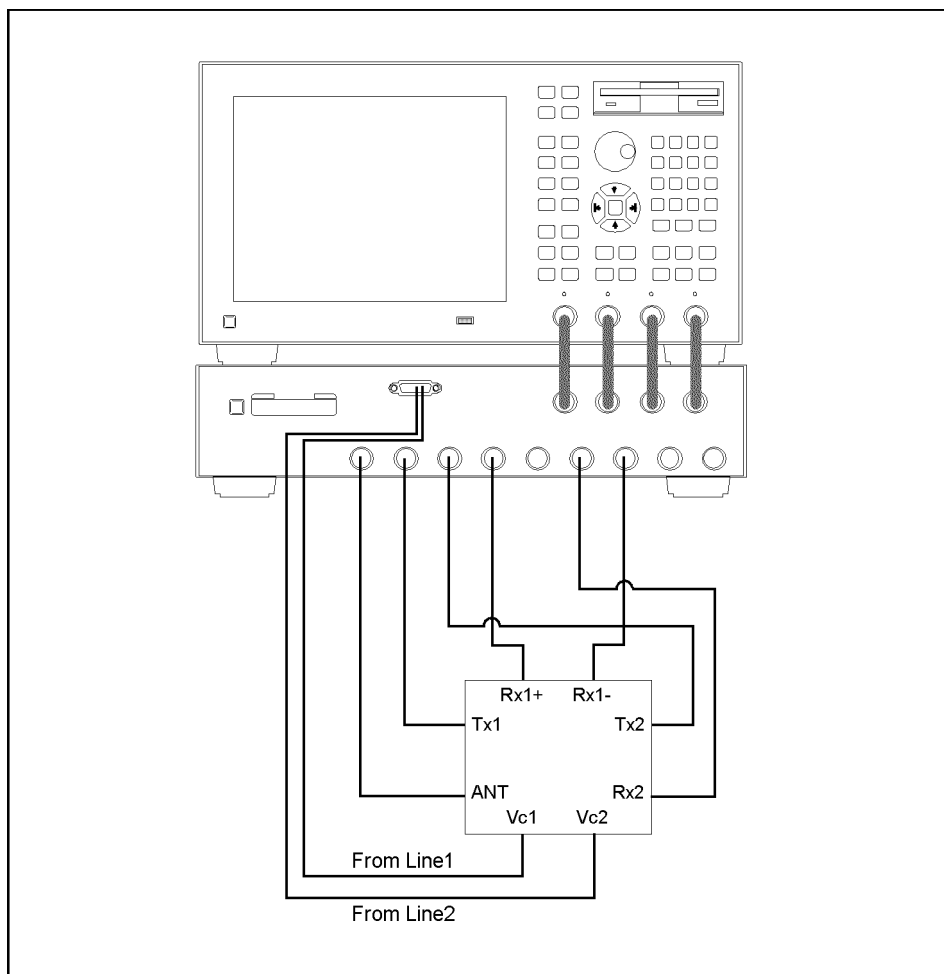 Rx1+ Rx1-
Tx1 Tx2
ANT Rx2
Vc1 Vc2
From Line1
From Line2